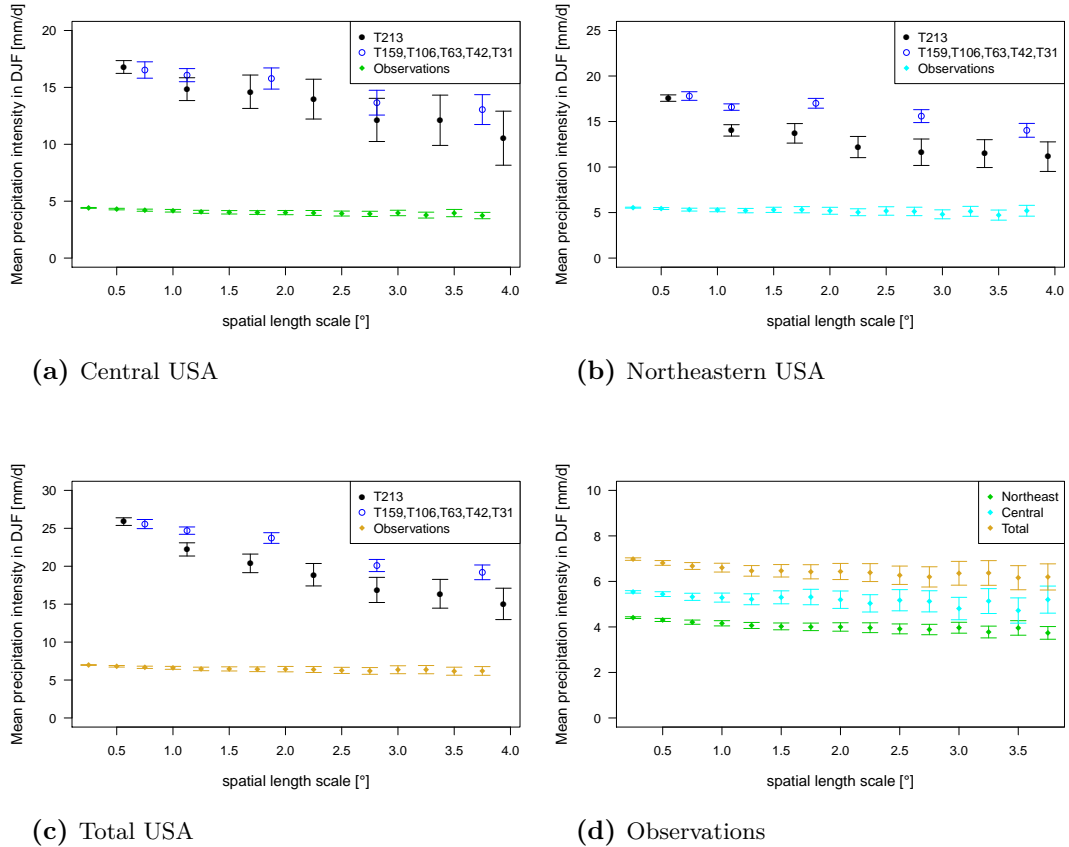 Mean precipitation intensity in DJF [mm/d]
20
15
10
5
0
T213
T159,T106,T63,T42,T31
Observations
0.5 1.0 1.5 2.0 2.5 3.0 3.5 4.0
spatial length scale [°]
(a) Central USA
Mean precipitation intensity in DJF [mm/d]
25
20
15
10
5
0
T213
T159,T106,T63,T42,T31
Observations
0.5 1.0 1.5 2.0 2.5 3.0 3.5 4.0
spatial length scale [°]
(b) Northeastern USA
Mean precipitation intensity in DJF [mm/d]
30
25
20
15
10
5
0
T213
T159,T106,T63,T42,T31
Observations
0.5 1.0 1.5 2.0 2.5 3.0 3.5 4.0
spatial length scale [°]
(c) Total USA
Mean precipitation intensity in DJF [mm/d]
10
8
6
4
2
0
Northeast
Central
Total
0.5 1.0 1.5 2.0 2.5 3.0 3.5
spatial length scale [°]
(d) Observations